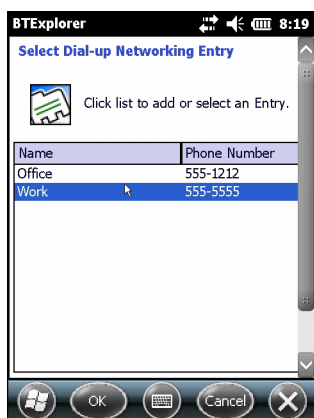 BTExplorer 8:19
Select Dial-up Networking Entry
Click list to add or select an Entry.
Name Phone Number
Office 555-1212
Work 555-5555
OK Cancel